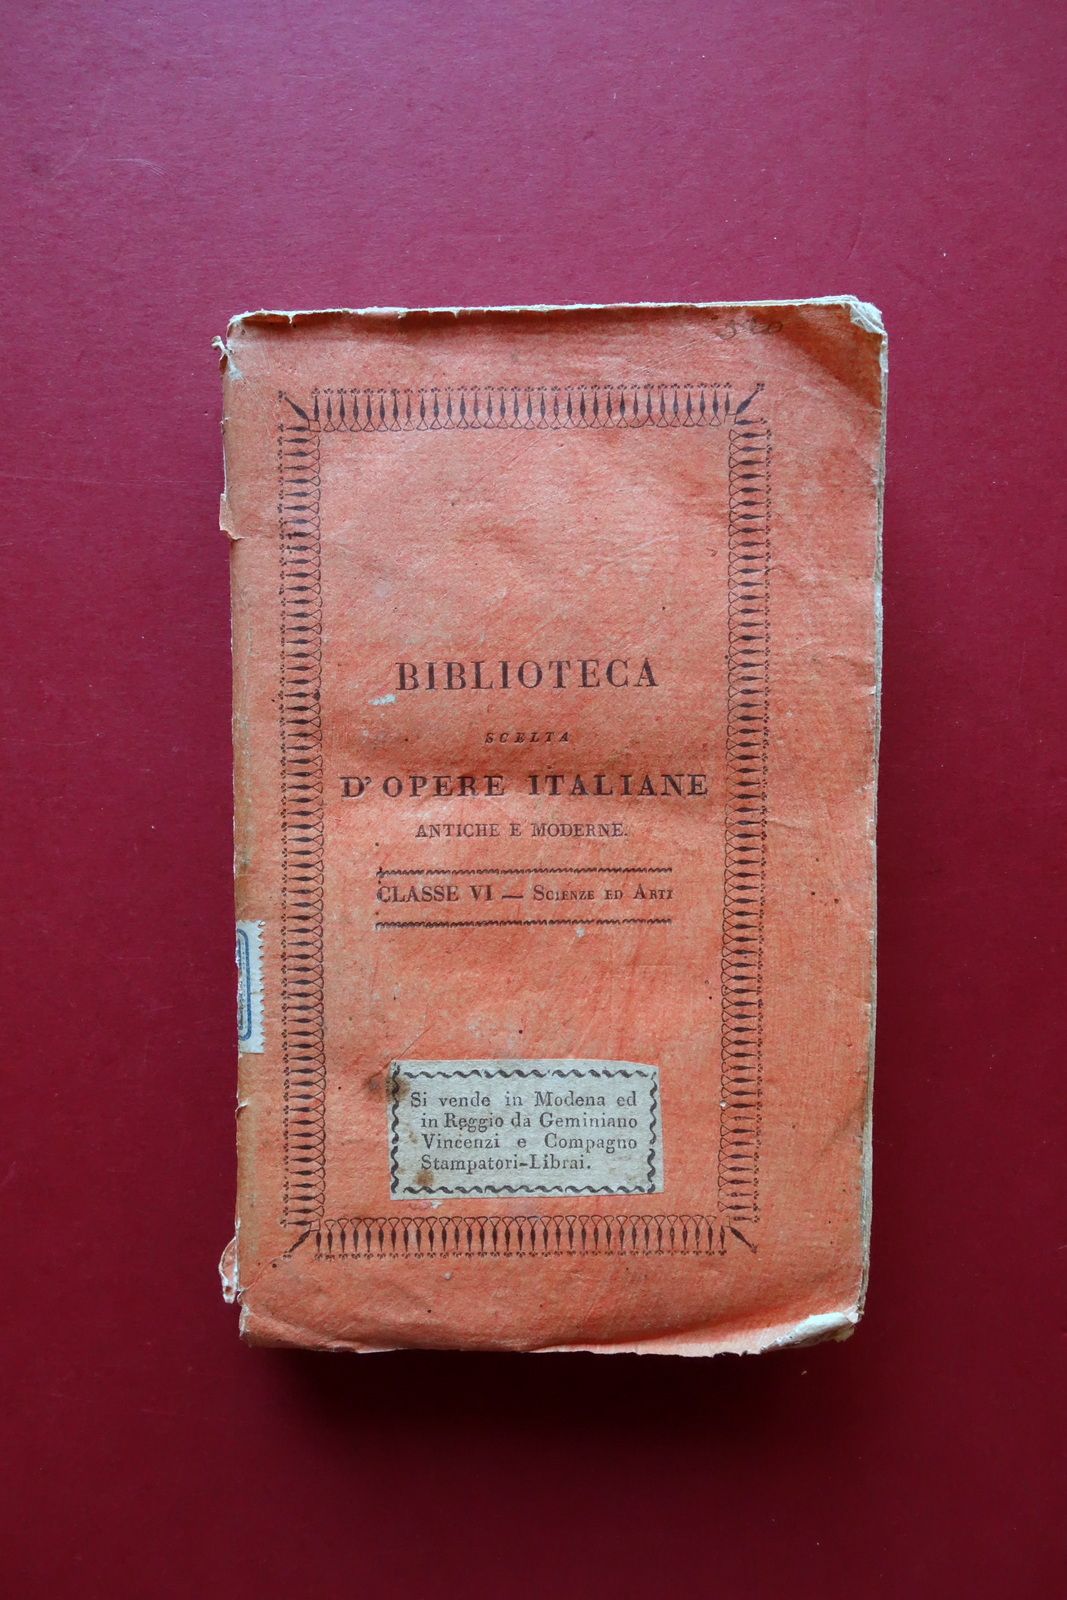 BIBLIOTECA
SCELTA
D'OPERE ITALIANE
ANTICHE E MODERNE.
CLASSE VI — SCIENZE ED ARTI
Si vende in Modena ed
in Reggio da Geminiano
Vincenzi e Compagno
Stampatori-Librai.